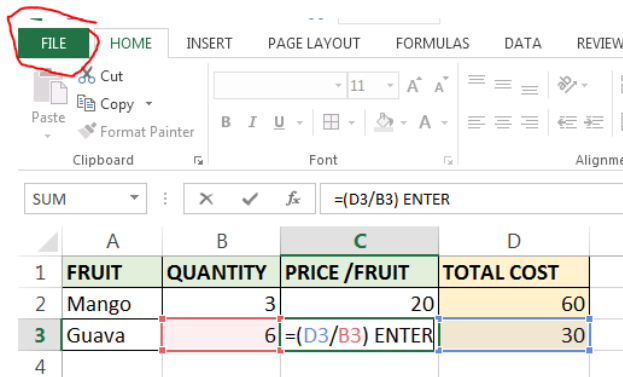 FILE HOME INSERT PAGE LAYOUT FORMULAS DATA REVIEW
Cut
Copy
Format Painter
Paste
11 A A
B I U A
Clipboard Font Alignme
SUM fx =(D3/B3) ENTER
A B C D
1 FRUIT QUANTITY PRICE /FRUIT TOTAL COST
2 Mango 3 20 60
3 Guava 6 =(D3/B3) ENTER 30
4